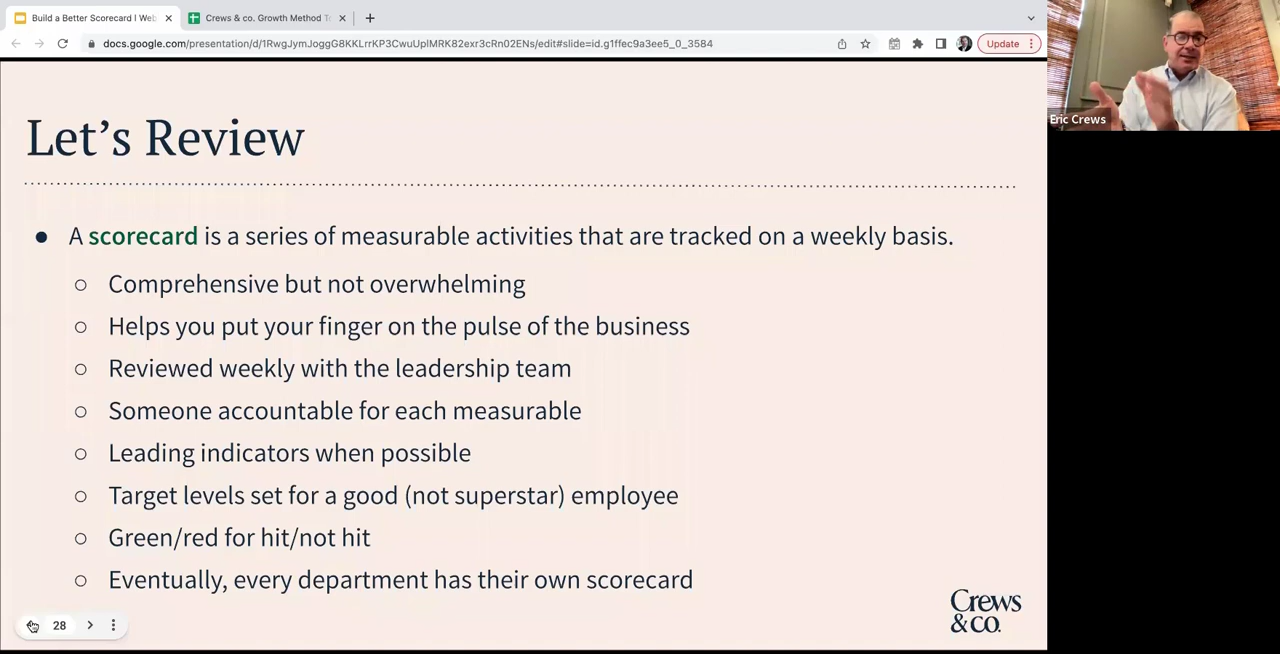 Build a Better Scorecard I Web
Crews & co. Growth Method T
docs.google.com/presentation/d/1RwgJymJoggG8KKLrrKP3CwuUplMRK82exr3cRn02ENs/edit#slide=id.g1ffec9a3ee5_0_3584
Update
Eric Crews
Let's Review
A scorecard is a series of measurable activities that are tracked on a weekly basis.
Comprehensive but not overwhelming
Helps you put your finger on the pulse of the business
Reviewed weekly with the leadership team
Someone accountable for each measurable
Leading indicators when possible
Target levels set for a good (not superstar) employee
Green/red for hit/not hit
Eventually, every department has their own scorecard
Crews
& CO.
28